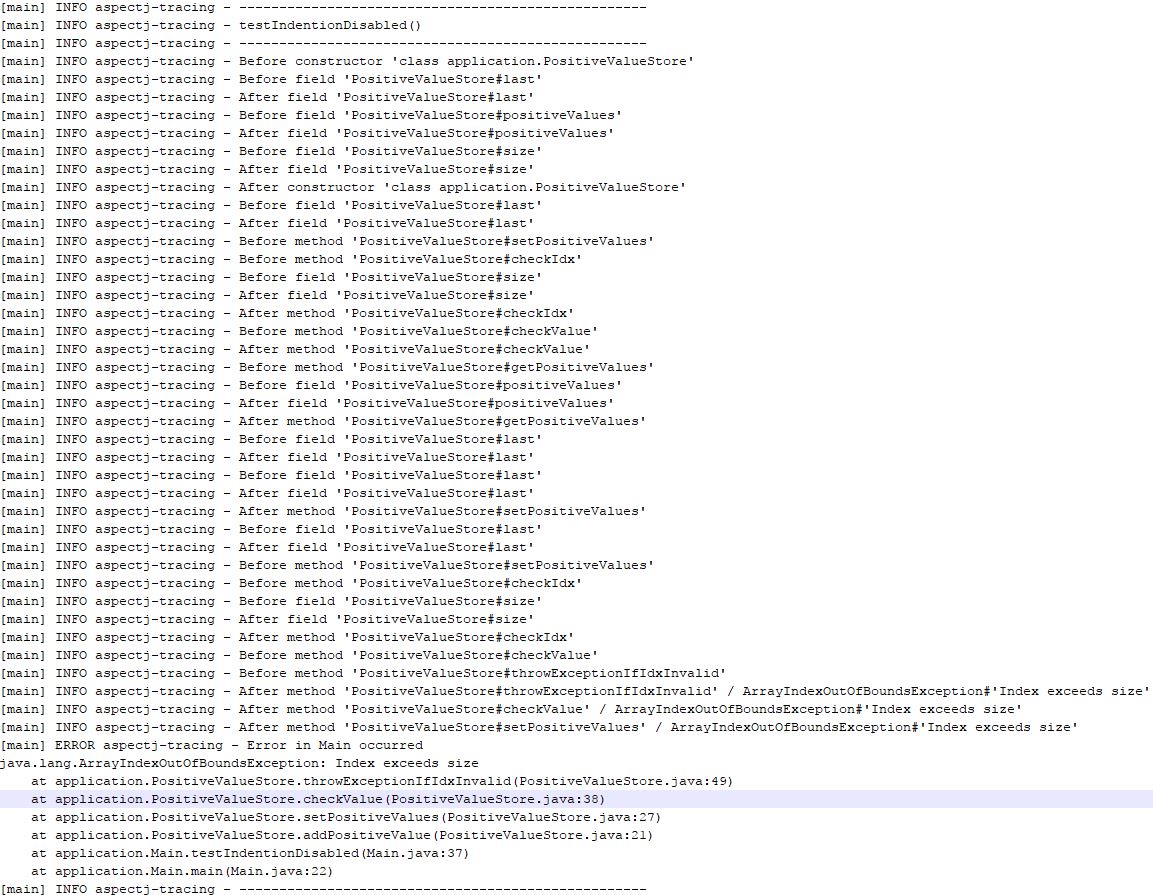 [main] INFO aspectj-tracing - ---------------------------------------------------
[main] INFO aspectj-tracing - testIndentionDisabled()
[main] INFO aspectj-tracing - ---------------------------------------------------
[main] INFO aspectj-tracing - Before constructor 'class application.PositiveValueStore'
[main] INFO aspectj-tracing - Before field 'PositiveValueStore#last'
[main] INFO aspectj-tracing - After field 'PositiveValueStore#last'
[main] INFO aspectj-tracing - Before field 'PositiveValueStore#positiveValues'
[main] INFO aspectj-tracing - After field 'PositiveValueStore#positiveValues'
[main] INFO aspectj-tracing - Before field 'PositiveValueStore#size'
[main] INFO aspectj-tracing - After field 'PositiveValueStore#size'
[main] INFO aspectj-tracing - After constructor 'class application.PositiveValueStore'
[main] INFO aspectj-tracing - Before field 'PositiveValueStore#last'
[main] INFO aspectj-tracing - After field 'PositiveValueStore#last'
[main] INFO aspectj-tracing - Before method 'PositiveValueStore#setPositiveValues'
[main] INFO aspectj-tracing - Before method 'PositiveValueStore#checkIdx'
[main] INFO aspectj-tracing - Before field 'PositiveValueStore#size'
[main] INFO aspectj-tracing - After field 'PositiveValueStore#size'
[main] INFO aspectj-tracing - After method 'PositiveValueStore#checkIdx'
[main] INFO aspectj-tracing - Before method 'PositiveValueStore#checkValue'
[main] INFO aspectj-tracing - After method 'PositiveValueStore#checkValue'
[main] INFO aspectj-tracing - Before method 'PositiveValueStore#getPositiveValues'
[main] INFO aspectj-tracing - Before field 'PositiveValueStore#positiveValues'
[main] INFO aspectj-tracing - After field 'PositiveValueStore#positiveValues'
[main] INFO aspectj-tracing - After method 'PositiveValueStore#getPositiveValues'
[main] INFO aspectj-tracing - Before field 'PositiveValueStore#last'
[main] INFO aspectj-tracing - After field 'PositiveValueStore#last'
[main] INFO aspectj-tracing - Before field 'PositiveValueStore#last'
[main] INFO aspectj-tracing - After field 'PositiveValueStore#last'
[main] INFO aspectj-tracing - After method 'PositiveValueStore#setPositiveValues'
[main] INFO aspectj-tracing - Before field 'PositiveValueStore#last'
[main] INFO aspectj-tracing - After field 'PositiveValueStore#last'
[main] INFO aspectj-tracing - Before method 'PositiveValueStore#setPositiveValues'
[main] INFO aspectj-tracing - Before method 'PositiveValueStore#checkIdx'
[main] INFO aspectj-tracing - Before field 'PositiveValueStore#size'
[main] INFO aspectj-tracing - After field 'PositiveValueStore#size'
[main] INFO aspectj-tracing - After method 'PositiveValueStore#checkIdx'
[main] INFO aspectj-tracing - Before method 'PositiveValueStore#checkValue'
[main] INFO aspectj-tracing - Before method 'PositiveValueStore#throwExceptionIfIdxInvalid'
[main] INFO aspectj-tracing - After method 'PositiveValueStore#throwExceptionIfIdxInvalid' / ArrayIndexOutOfBoundsException#'Index exceeds size'
[main] INFO aspectj-tracing - After method 'PositiveValueStore#checkValue' / ArrayIndexOutOfBoundsException#'Index exceeds size'
[main] INFO aspectj-tracing - After method 'PositiveValueStore#setPositiveValues' / ArrayIndexOutOfBoundsException#'Index exceeds size'
[main] ERROR aspectj-tracing - Error in Main occurred
java.lang.ArrayIndexOutOfBoundsException: Index exceeds size
at application.PositiveValueStore.throwExceptionIfIdxInvalid(PositiveValueStore.java:49)
at application.PositiveValueStore.checkValue(PositiveValueStore.java:38)
at application.PositiveValueStore.setPositiveValues(PositiveValueStore.java:27)
at application.PositiveValueStore.addPositiveValue(PositiveValueStore.java:21)
at application.Main.testIndentionDisabled(Main.java:37)
at application.Main.main(Main.java:22)
[main] INFO aspectj-tracing - ---------------------------------------------------